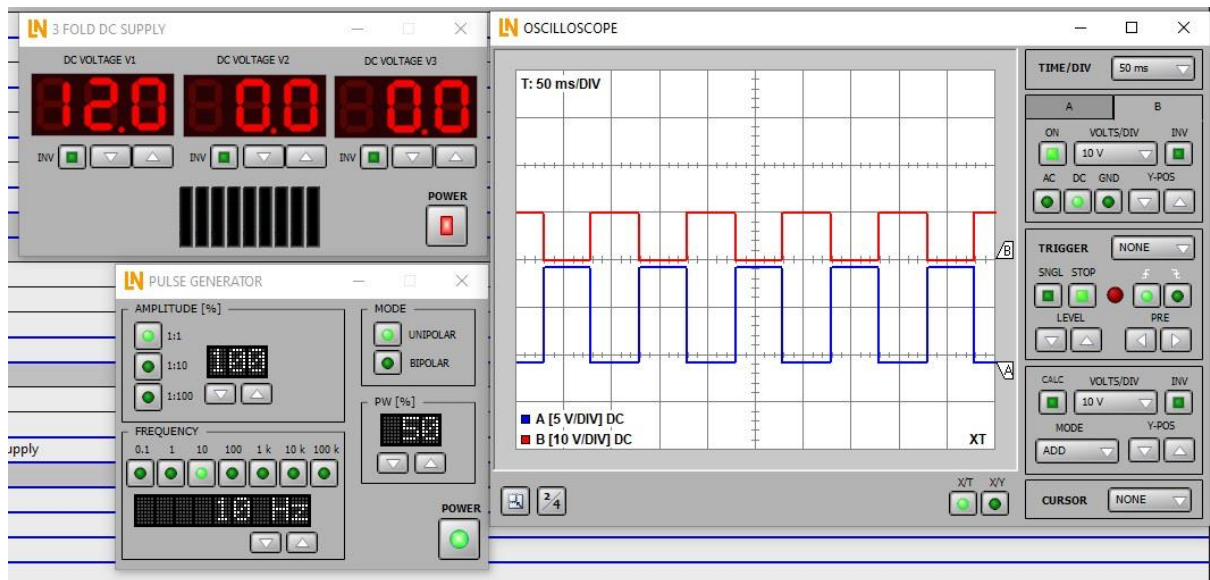 LN 3 FOLD DC SUPPLY
DC VOLTAGE V1 DC VOLTAGE V2 DC VOLTAGE V3
12.0 0.0 0.0
INV INV INV
POWER
LN PULSE GENERATOR
AMPLITUDE [%]
1:1
1:10
1:100
100
MODE
UNIPOLAR
BIPOLAR
PW [%]
50
FREQUENCY
0.1 1 10 100 1 k 10 k 100 k
10 Hz
POWER
upply
LN OSCILLOSCOPE
T: 50 ms/DIV
B
A
A [5 V/DIV] DC
B [10 V/DIV] DC
XT
2/4
X/T X/Y
TIME/DIV 50 ms
A B
ON VOLTS/DIV INV
10 V
AC DC GND Y-POS
TRIGGER NONE
SNGL STOP
LEVEL PRE
CALC VOLTS/DIV INV
10 V
MODE Y-POS
ADD
CURSOR NONE